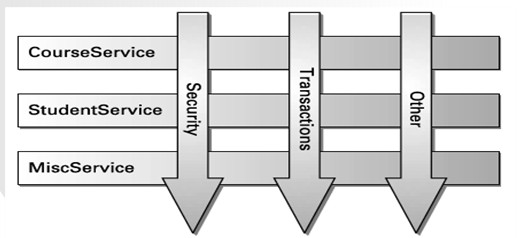 CourseService
StudentService
MiscService
Security
Transactions
Other